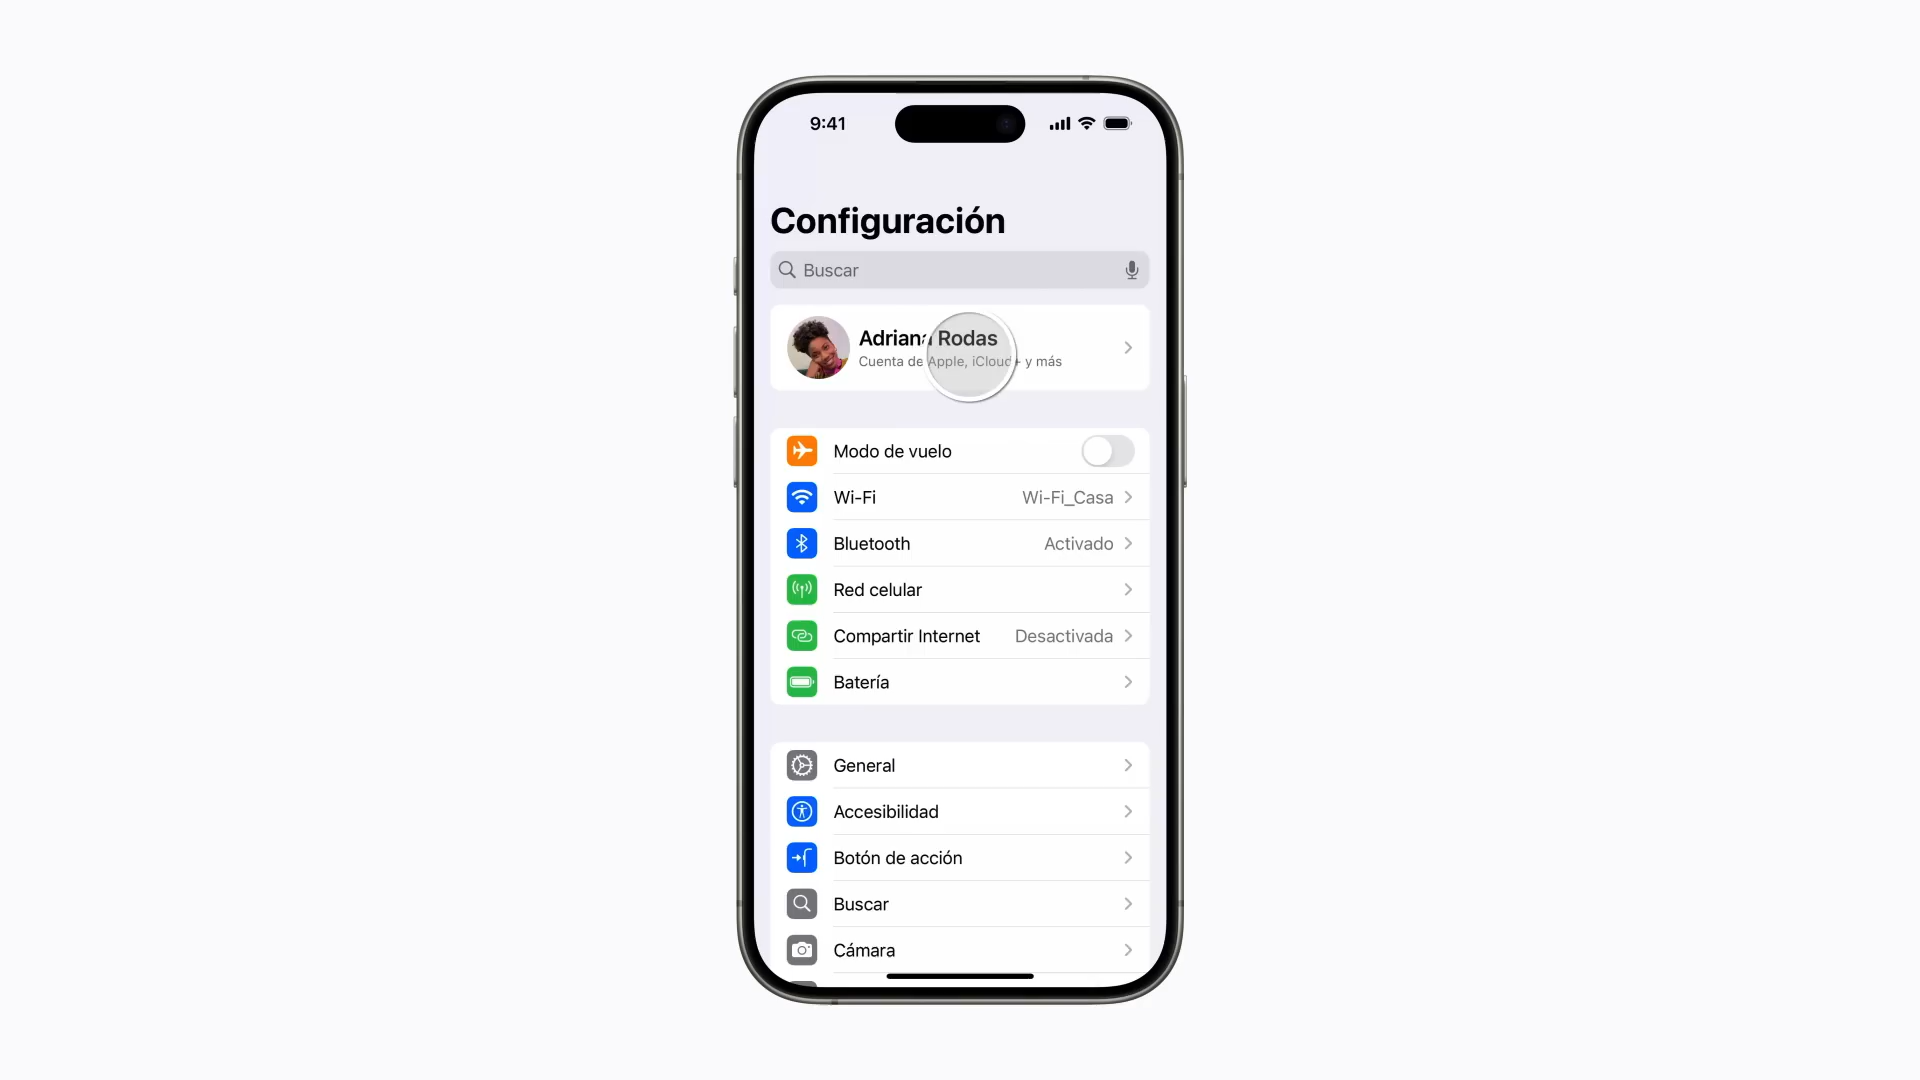 9:41
Configuración
Buscar
Adriana Rodas
Cuenta de Apple, iCloud+ y más
Modo de vuelo
Wi-Fi Wi-Fi_Casa
Bluetooth Activado
Red celular
Compartir Internet Desactivada
Batería
General
Accesibilidad
Botón de acción
Buscar
Cámara